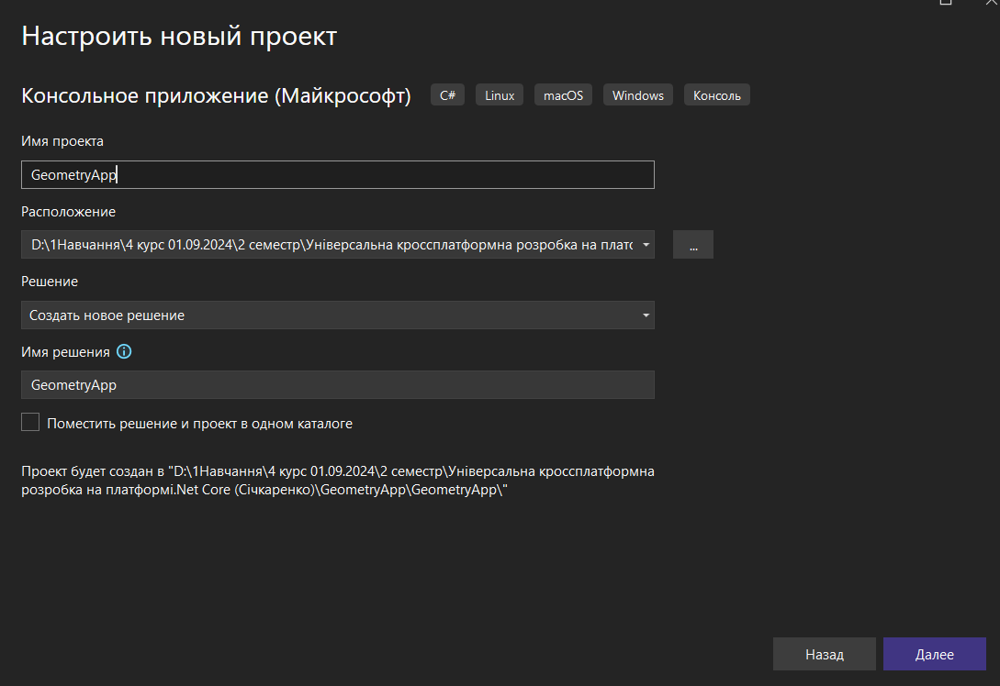 Настроить новый проект
Консольное приложение (Майкрософт) C# Linux macOS Windows Консоль
Имя проекта
GeometryApp
Расположение
D:\1Навчання\4 курс 01.09.2024\2 семестр\Універсальна кроссплатформна розробка на платф
...
Решение
Создать новое решение
Имя решения
GeometryApp
Поместить решение и проект в одном каталоге
Проект будет создан в "D:\1Навчання\4 курс 01.09.2024\2 семестр\Універсальна кроссплатформна
розробка на платформі.Net Core (Січкаренко)\GeometryApp\GeometryApp\"
Назад Далее